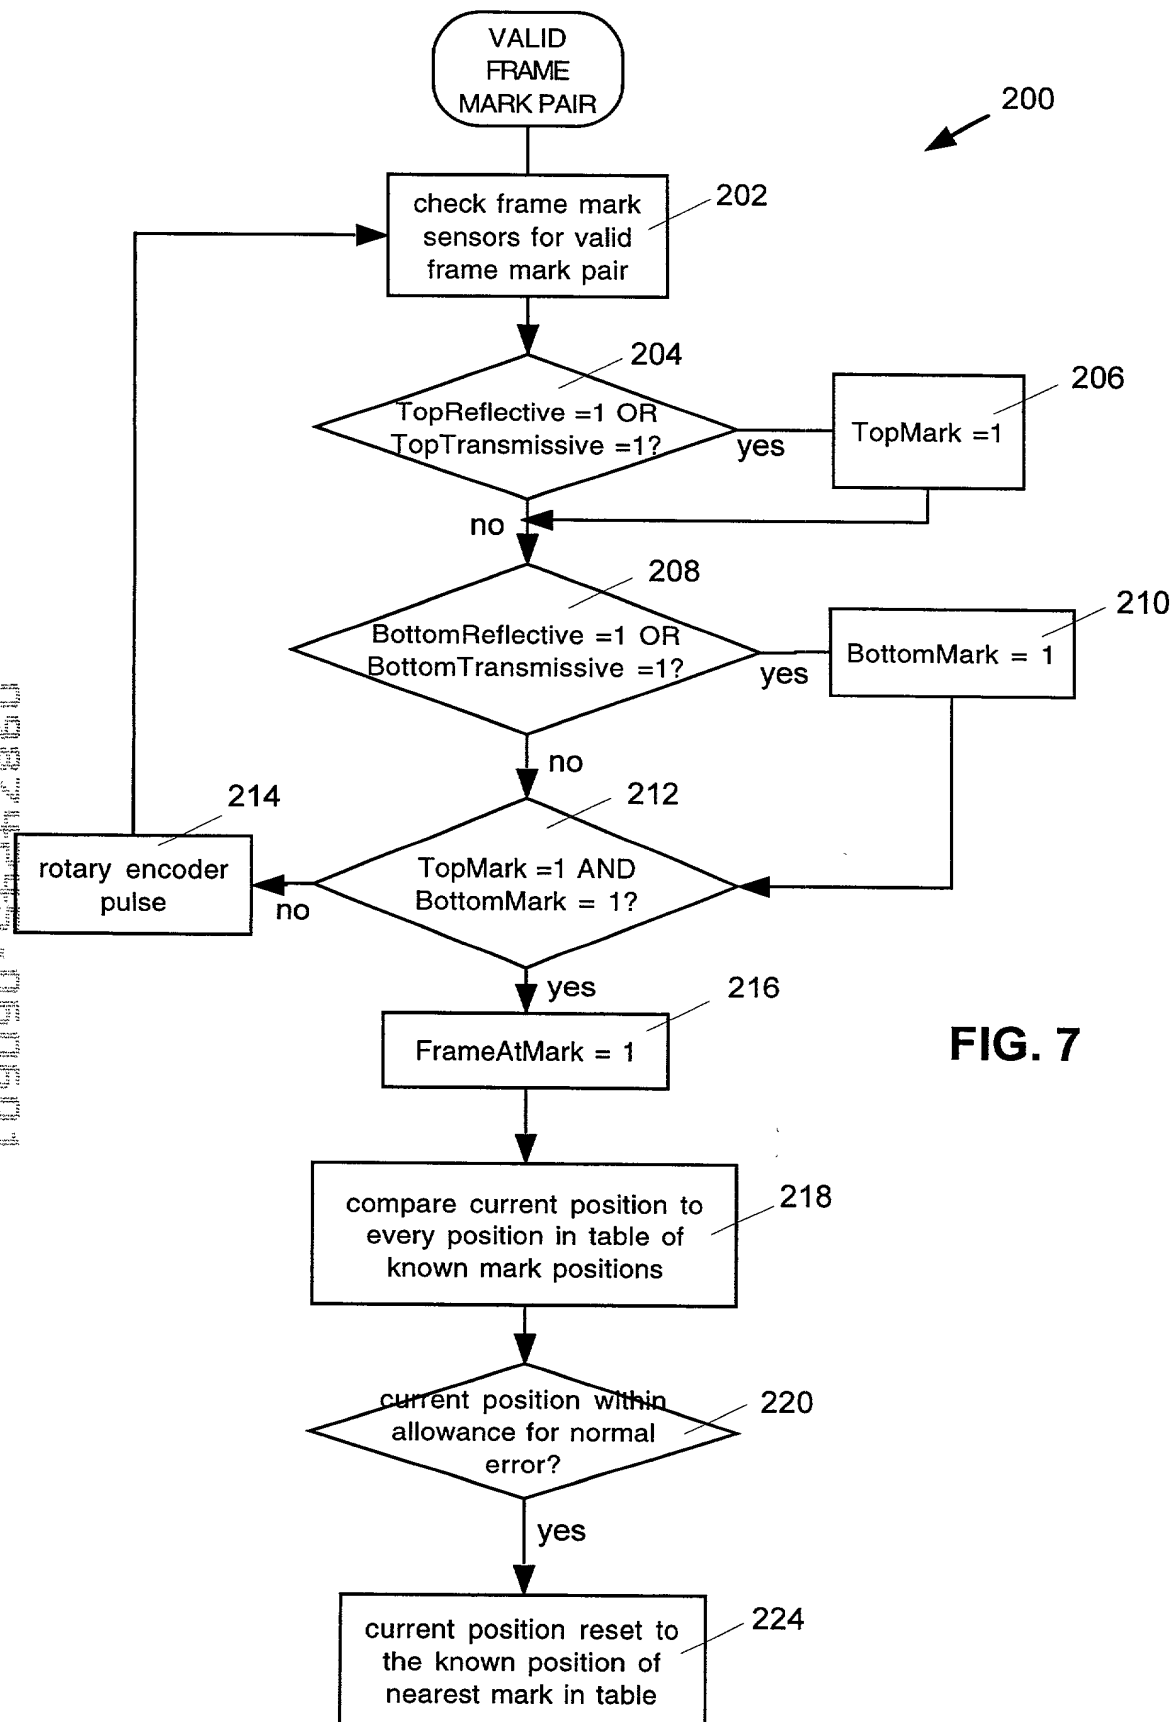 VALID
FRAME
MARK PAIR
200
check frame mark
sensors for valid
frame mark pair
202
204
TopReflective =1 OR
TopTransmissive =1?
yes
206
TopMark =1
no
208
BottomReflective =1 OR
BottomTransmissive =1?
yes
210
BottomMark = 1
no
212
214
rotary encoder
pulse
TopMark =1 AND
BottomMark = 1?
no
yes
216
FrameAtMark = 1
FIG. 7
218
compare current position to
every position in table of
known mark positions
220
current position within
allowance for normal
error?
yes
224
current position reset to
the known position of
nearest mark in table